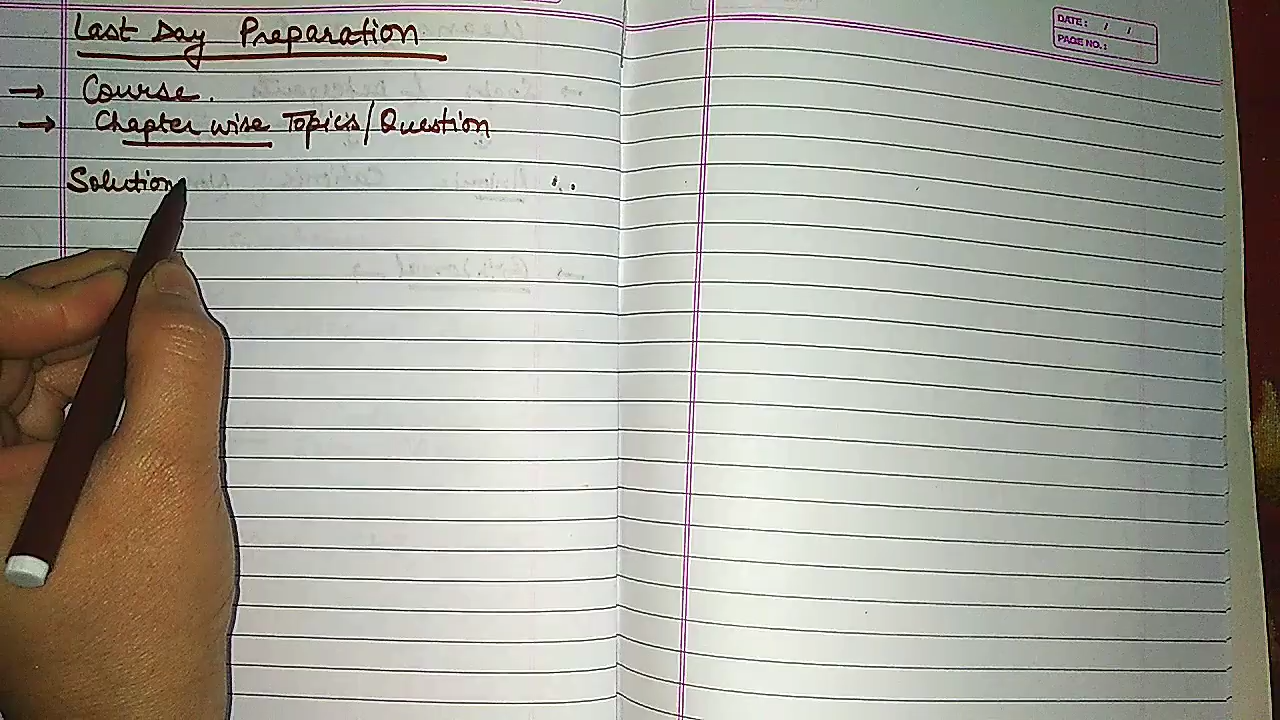 Last Day Preparation
→ Course.
→ Chapter wise Topics/Question
Solution
DATE: / /
PAGE NO.: